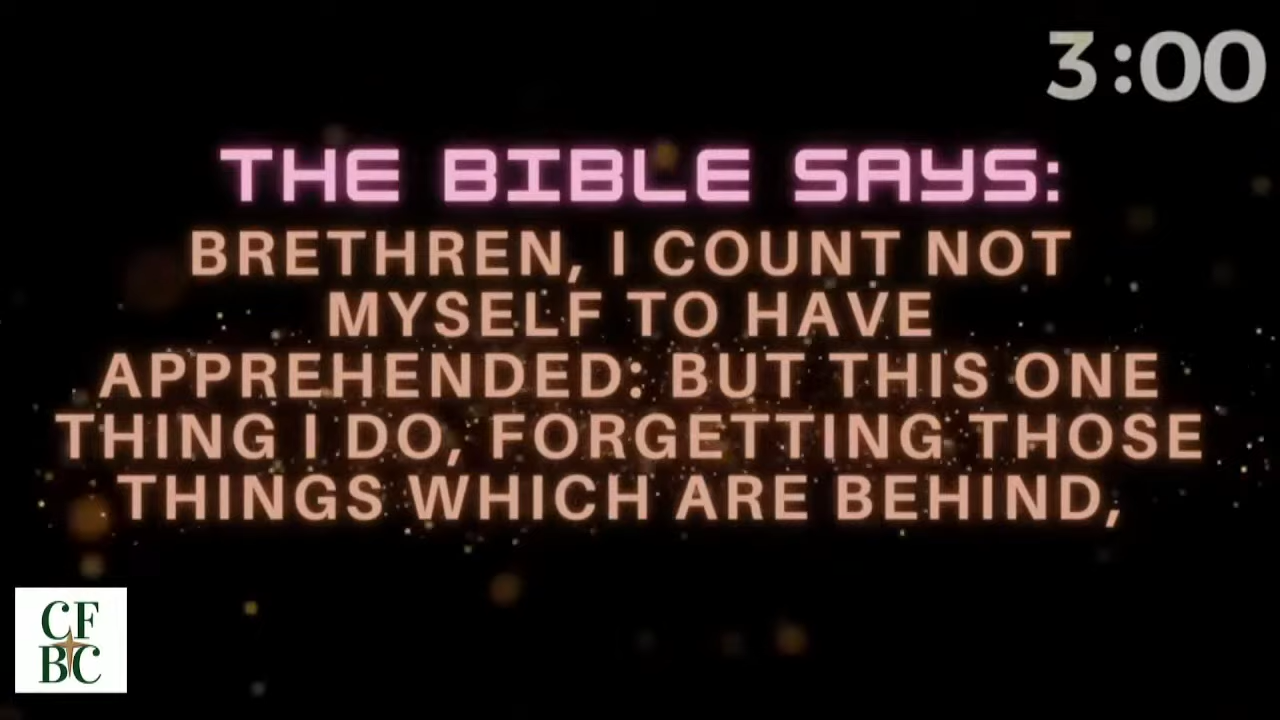 3:00
THE BIBLE SAYS:
BRETHREN, I COUNT NOT
MYSELF TO HAVE
APPREHENDED: BUT THIS ONE
THING I DO, FORGETTING THOSE
THINGS WHICH ARE BEHIND,
CF
BC